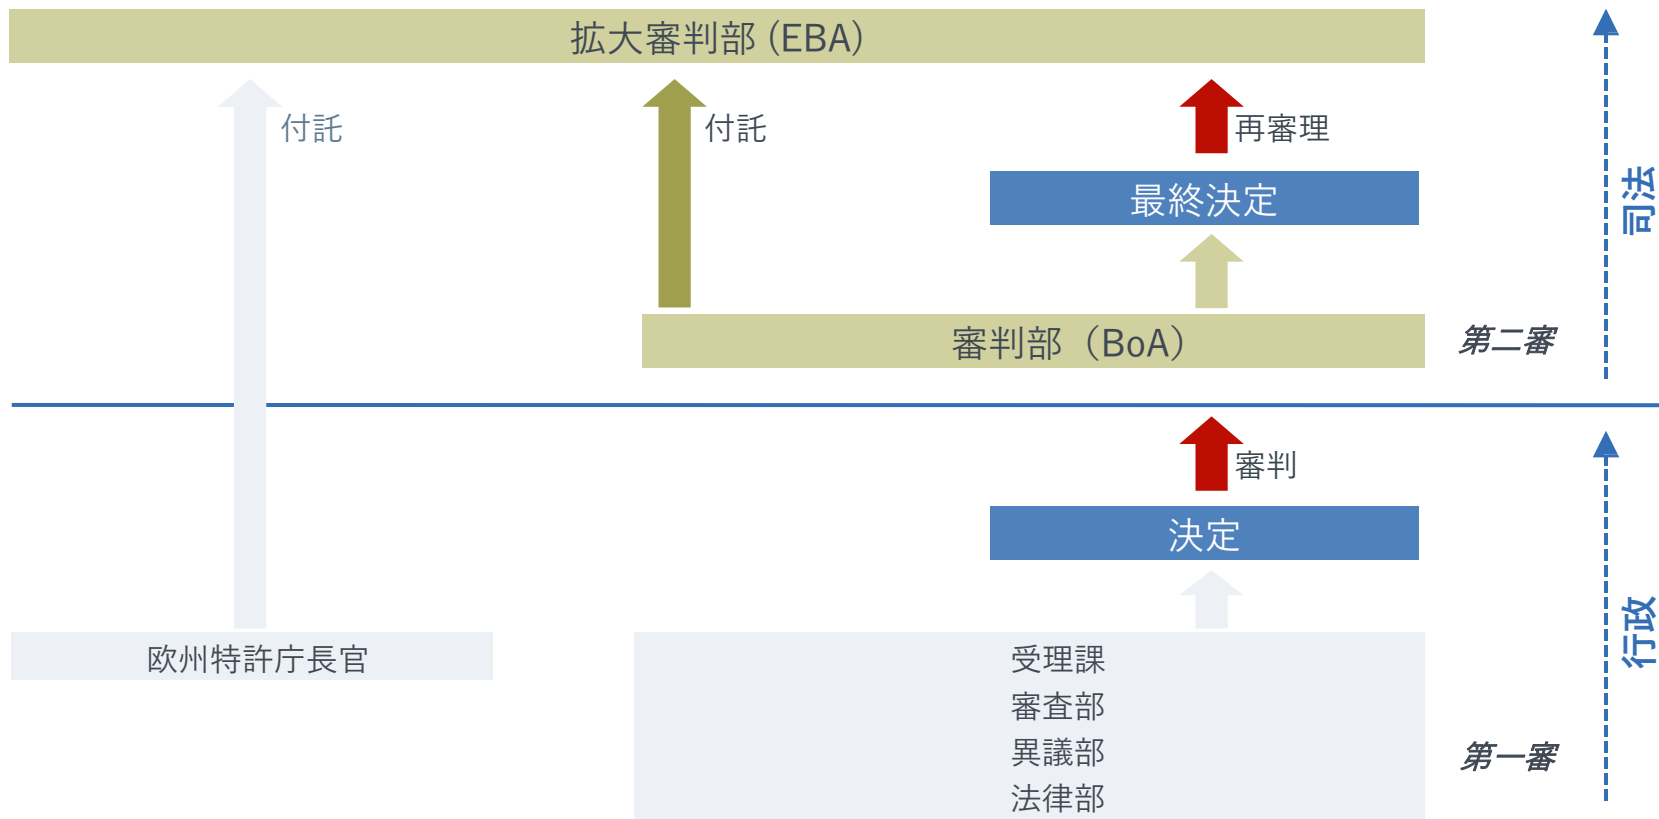 拡大審判部 (EBA)
付託
付託
再審理
最終決定
司法
審判部（BoA）
第二審
審判
決定
行政
欧州特許庁長官
受理課
審査部
異議部
法律部
第一審